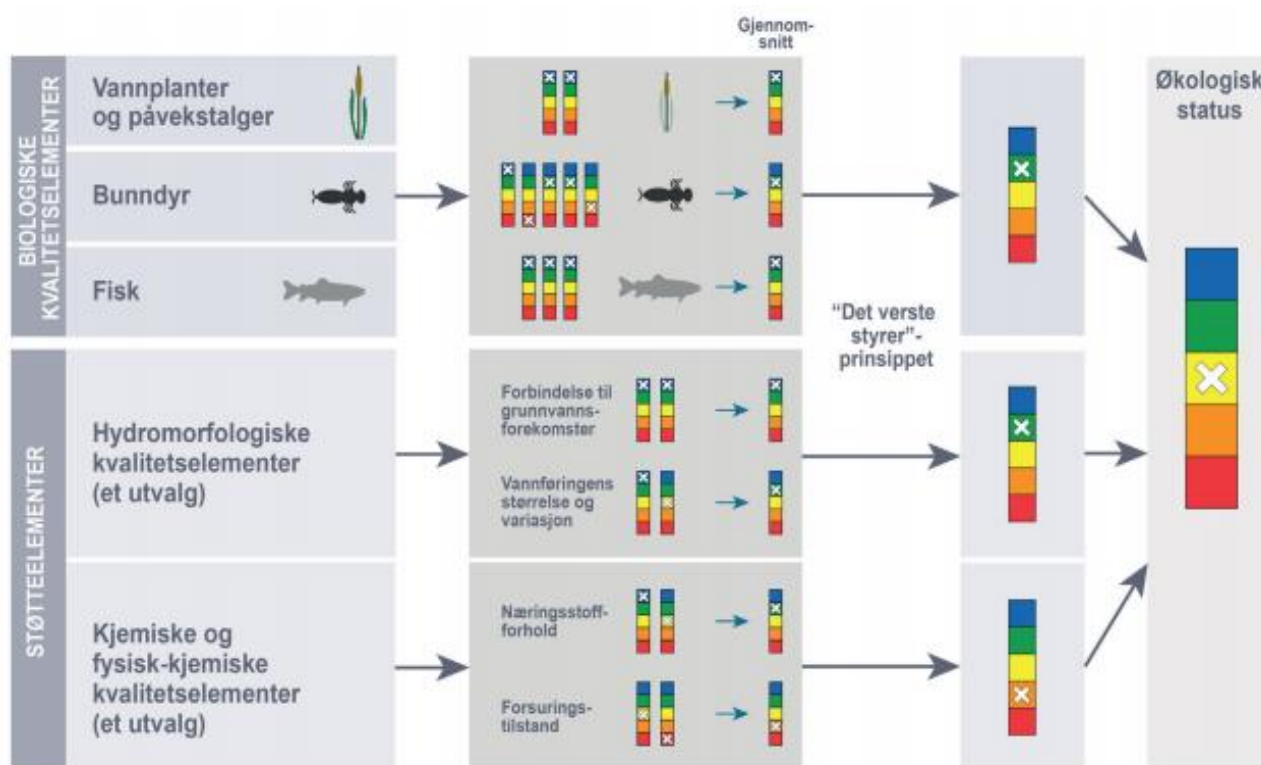 Gjennom-
snitt
BIOLOGISKE
KVALITETSELEMENTER
Vannplanter
og påvekstalger
Bunndyr
Fisk
"Det verste
styrer"-
prinsippet
Økologisk
status
STØTTEELEMENTER
Hydromorfologiske
kvalitetselementer
(et utvalg)
Forbindelse til
grunnvanns-
forekomster
Vannføringens
størrelse og
variasjon
Kjemiske og
fysisk-kjemiske
kvalitetselementer
(et utvalg)
Næringsstoff-
forhold
Forsurings-
tilstand